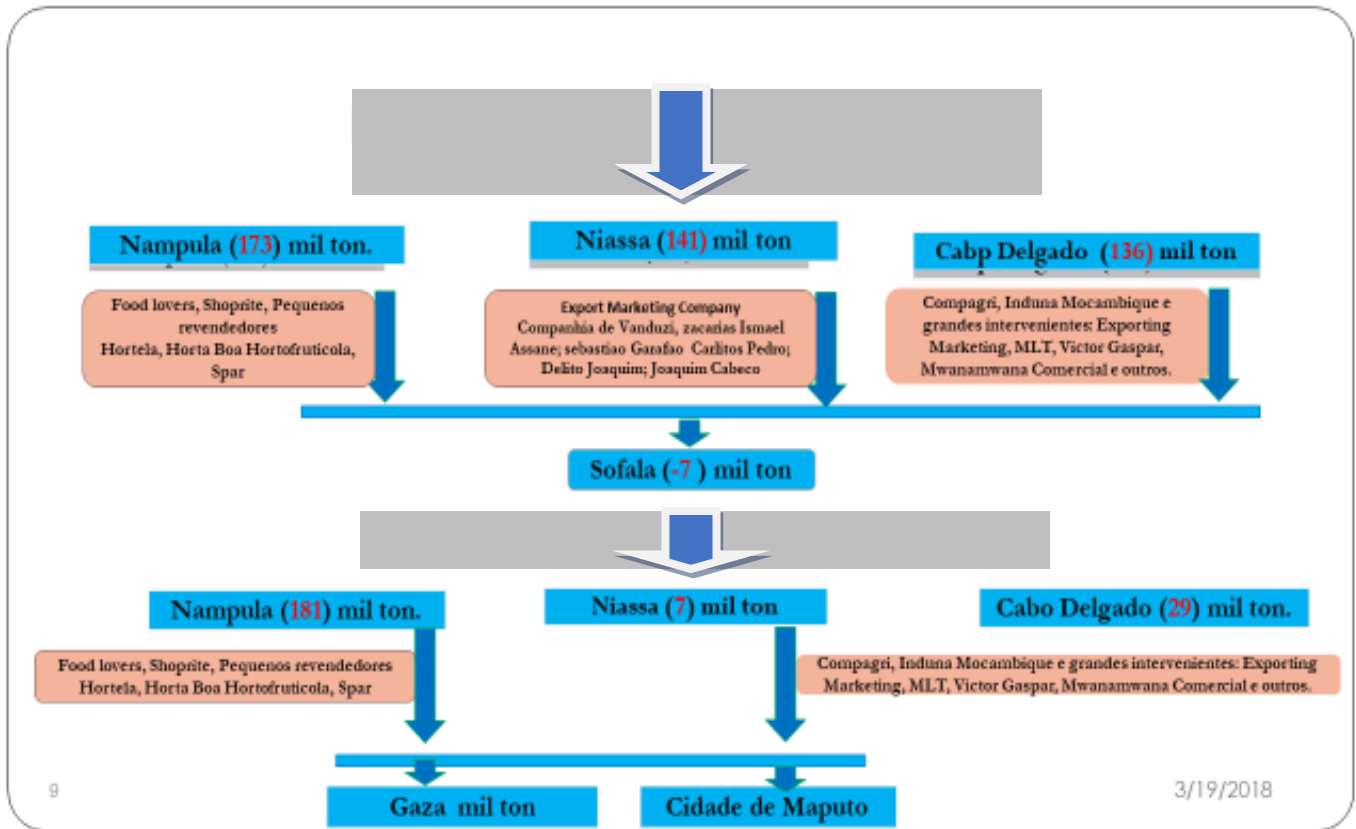 Nampula (173) mil ton.
Niassa (141) mil ton
Cabp Delgado (136) mil ton
Food lovers, Shoprite, Pequenos
revendedores
Hortela, Horta Boa Hortofruticola,
Spar
Export Marketing Company
Companhia de Vanduzi, zacarias Ismael
Assane; sebastiao Garafao Carlitos Pedro;
Delito Joaquim; Joaquim Cabeco
Compagri, Induna Mocambique e
grandes intervenientes: Exporting
Marketing, MLT, Victor Gaspar,
Mwanamwana Comercial e outros.
Sofala (-7 ) mil ton
Nampula (181) mil ton.
Niassa (7) mil ton
Cabo Delgado (29) mil ton.
Food lovers, Shoprite, Pequenos revendedores
Hortela, Horta Boa Hortofruticola, Spar
Compagri, Induna Mocambique e grandes intervenientes: Exporting
Marketing, MLT, Victor Gaspar, Mwanamwana Comercial e outros.
Gaza mil ton
Cidade de Maputo
9
3/19/2018